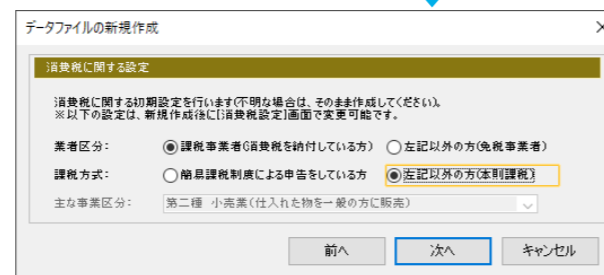 データファイルの新規作成
消費税に関する設定
消費税に関する初期設定を行います(不明な場合は、そのまま作成してください)。
※以下の設定は、新規作成後に[消費税設定]画面で変更可能です。
業者区分: 課税事業者(消費税を納付している方) 左記以外の方(免税事業者)
課税方式: 簡易課税制度による申告をしている方 左記以外の方(本則課税)
主な事業区分: 第二種 小売業(仕入れた物を一般の方に販売)
前へ 次へ キャンセル